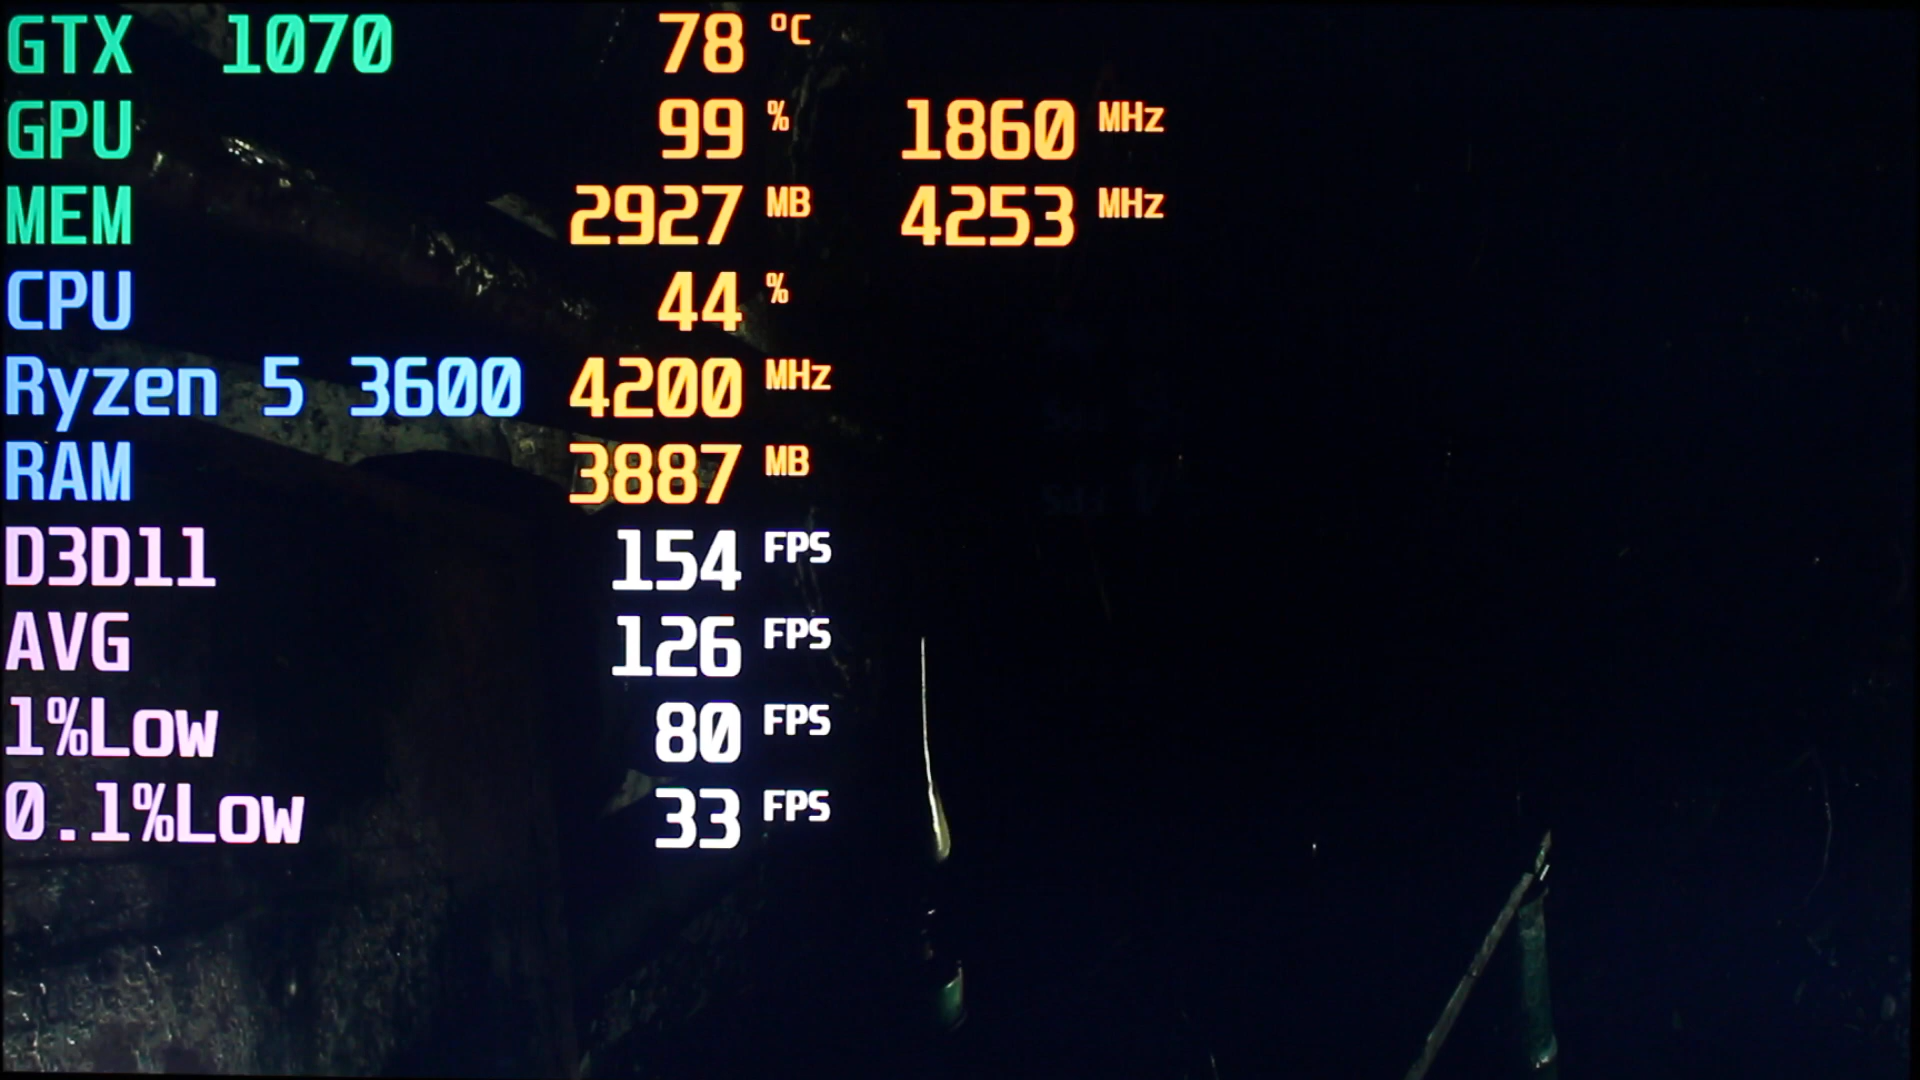 GTX 1070 78 °C
GPU 99 % 1860 MHz
MEM 2927 MB 4253 MHz
CPU 44 %
Ryzen 5 3600 4200 MHz
RAM 3887 MB
D3D11 154 FPS
AVG 126 FPS
1%Low 80 FPS
0.1%Low 33 FPS